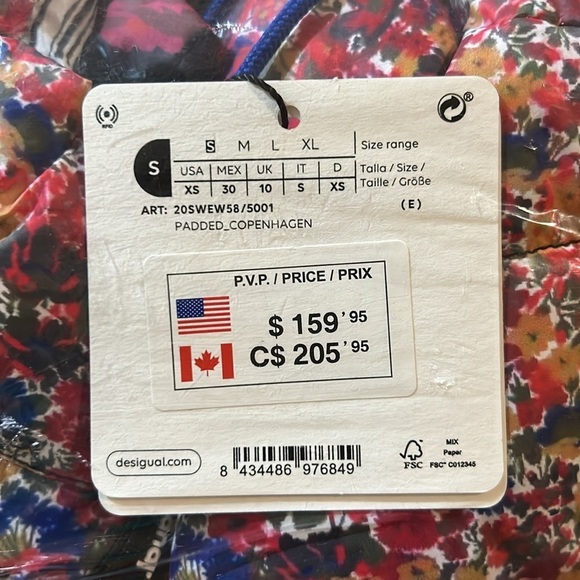 RFID
®
S
S M L XL Size range
USA MEX UK IT D Talla / Size /
XS 30 10 S XS Taille / Größe
ART: 20SWEW58/5001 (E)
PADDED_COPENHAGEN
P.V.P. / PRICE / PRIX
$ 159'95
C$ 205'95
desigual.com
8 434486 976849
FSC
MIX
Paper
FSC® C012345